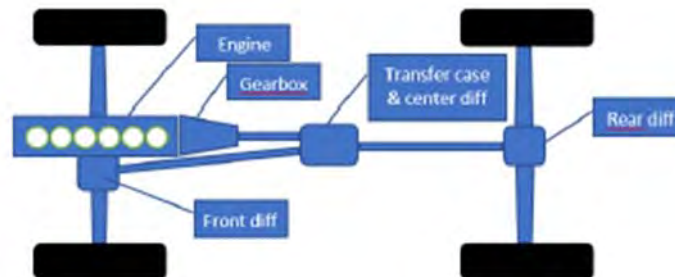 Engine
Gearbox
Transfer case
& center diff
Rear diff
Front diff